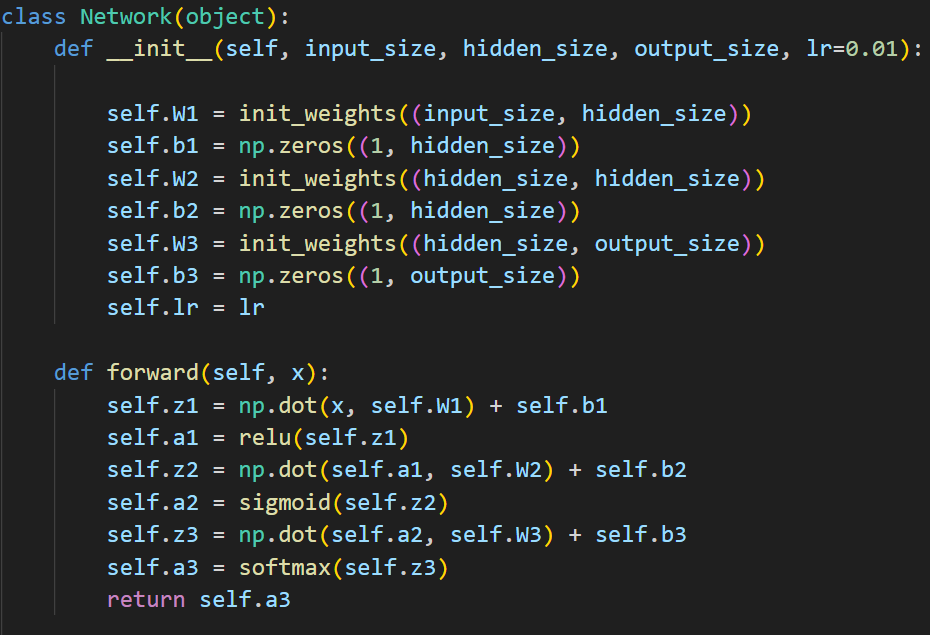 class Network(object):
    def __init__(self, input_size, hidden_size, output_size, lr=0.01):
        self.W1 = init_weights((input_size, hidden_size))
        self.b1 = np.zeros((1, hidden_size))
        self.W2 = init_weights((hidden_size, hidden_size))
        self.b2 = np.zeros((1, hidden_size))
        self.W3 = init_weights((hidden_size, output_size))
        self.b3 = np.zeros((1, output_size))
        self.lr = lr
    def forward(self, x):
        self.z1 = np.dot(x, self.W1) + self.b1
        self.a1 = relu(self.z1)
        self.z2 = np.dot(self.a1, self.W2) + self.b2
        self.a2 = sigmoid(self.z2)
        self.z3 = np.dot(self.a2, self.W3) + self.b3
        self.a3 = softmax(self.z3)
        return self.a3